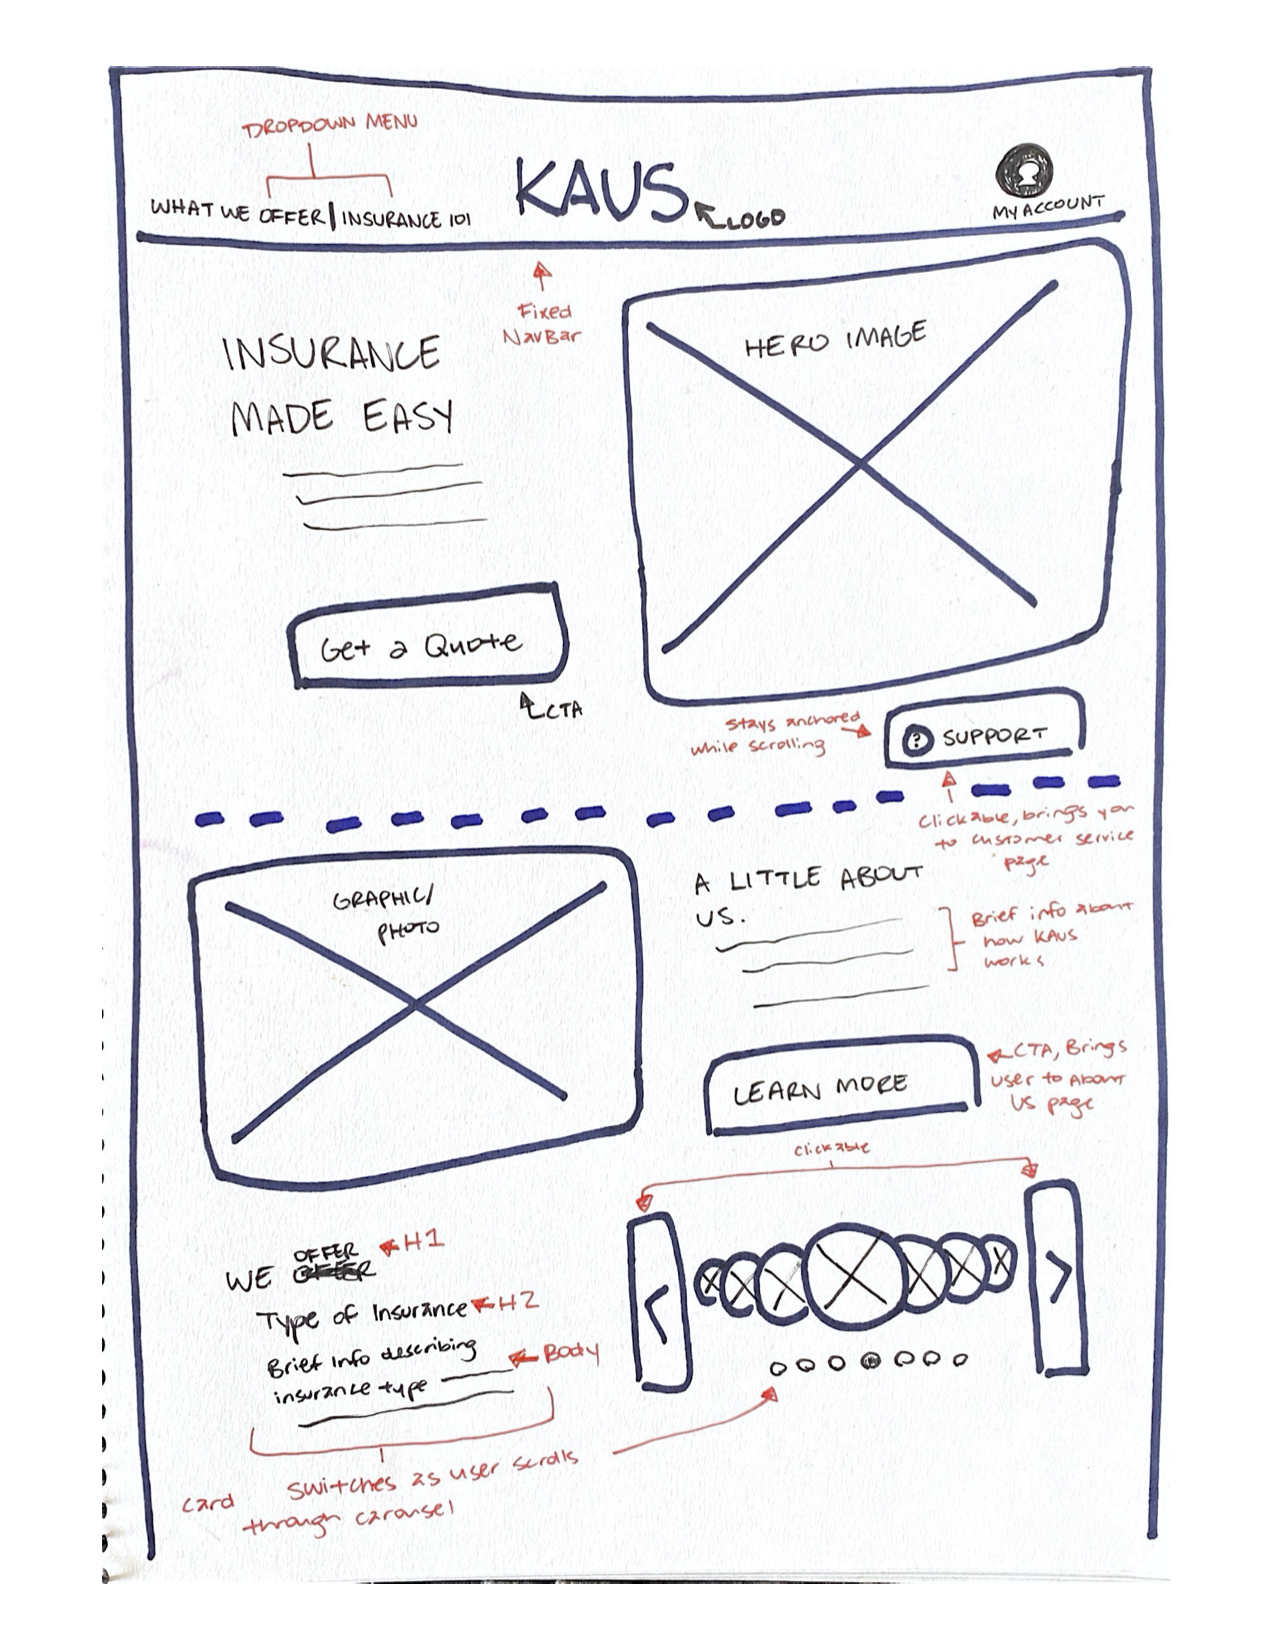 DROPDOWN MENU
WHAT WE OFFER | INSURANCE 101
KAUS
LOGO
MY ACCOUNT
Fixed
NavBar
INSURANCE
MADE EASY
HERO IMAGE
Get a Quote
CTA
Stays anchored
while scrolling
? SUPPORT
Clickable, brings you
to customer service
page
GRAPHIC/
PHOTO
A LITTLE ABOUT
US.
Brief info about
how KAUS
works
LEARN MORE
CTA, Brings
user to About
US page
Clickable
WE OFFER
H1
Type of Insurance
H2
Brief Info describing
insurance type
Body
< >
Card switches as user scrolls
through carousel